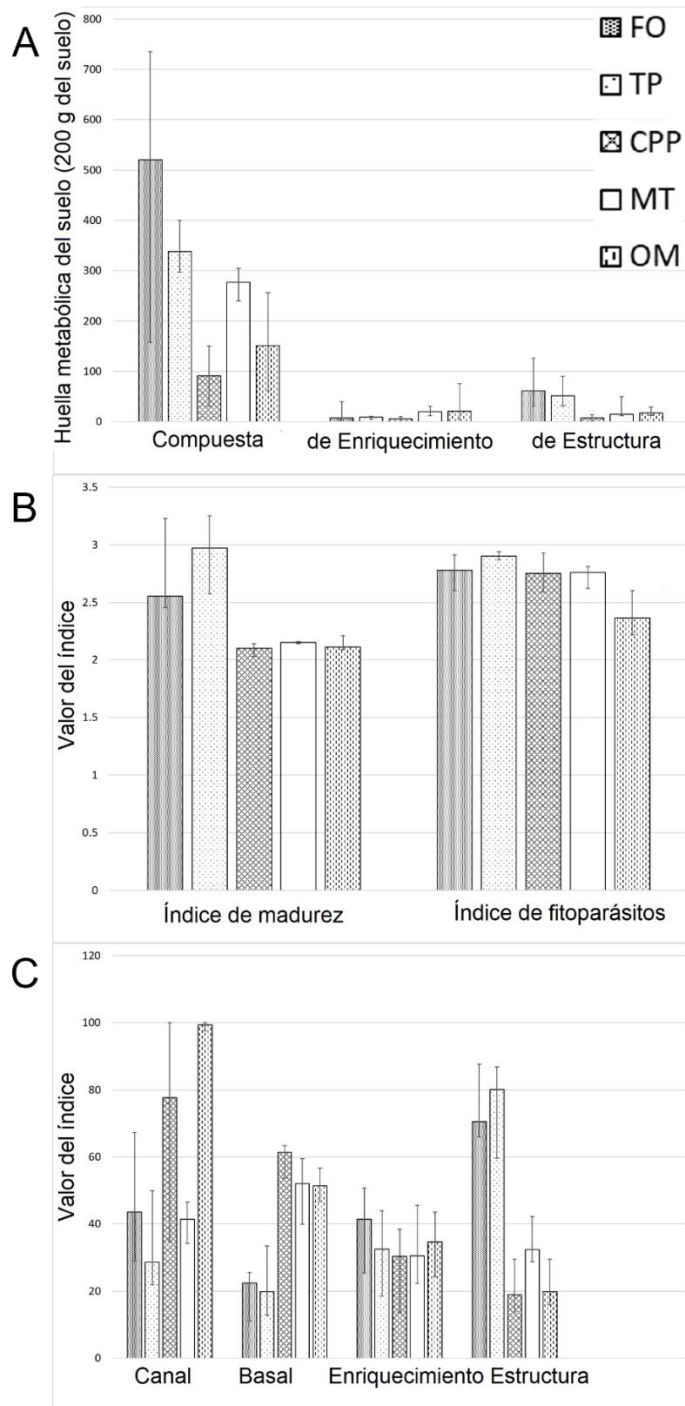 A
Huella metabólica del suelo (200 g del suelo)
800
700
600
500
400
300
200
100
0
FO
TP
CPP
MT
OM
Compuesta
de Enriquecimiento
de Estructura
B
Valor del índice
3.5
3
2.5
2
1.5
1
0.5
0
Índice de madurez
Índice de fitoparásitos
C
Valor del índice
120
100
80
60
40
20
0
Canal
Basal
Enriquecimiento
Estructura